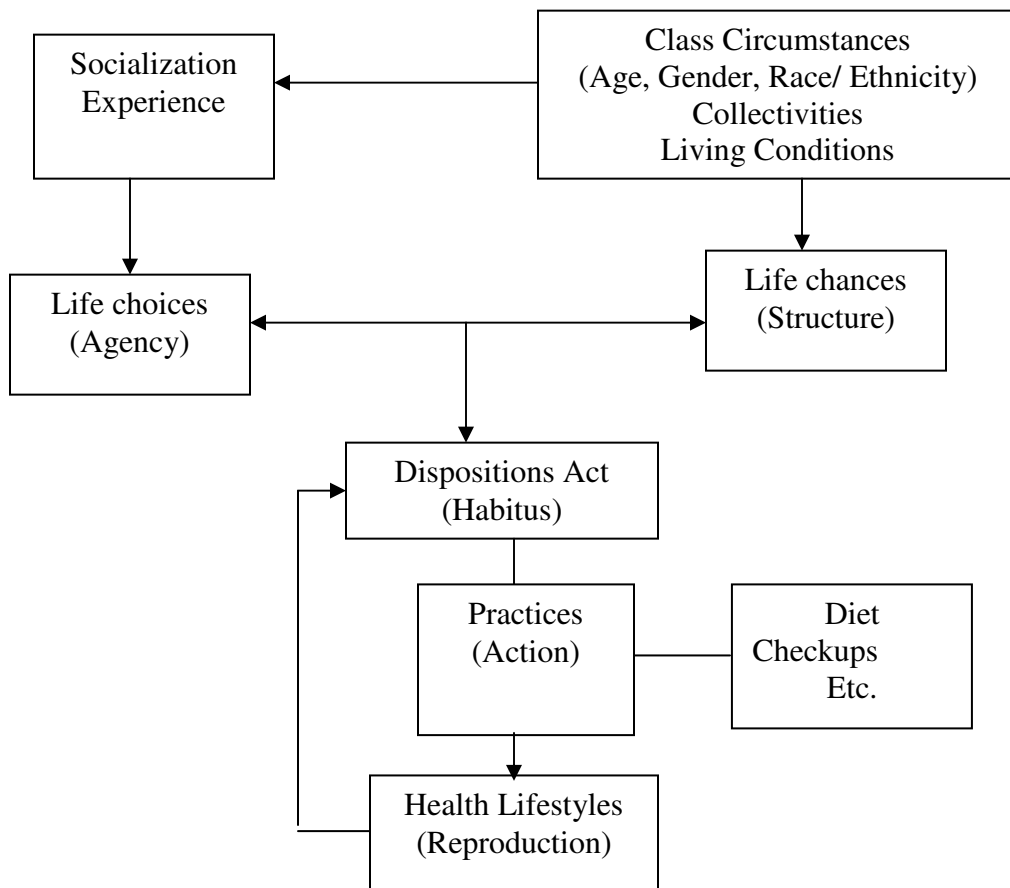 Socialization
Experience
Class Circumstances
(Age, Gender, Race/ Ethnicity)
Collectivities
Living Conditions
Life choices
(Agency)
Life chances
(Structure)
Dispositions Act
(Habitus)
Practices
(Action)
Diet
Checkups
Etc.
Health Lifestyles
(Reproduction)